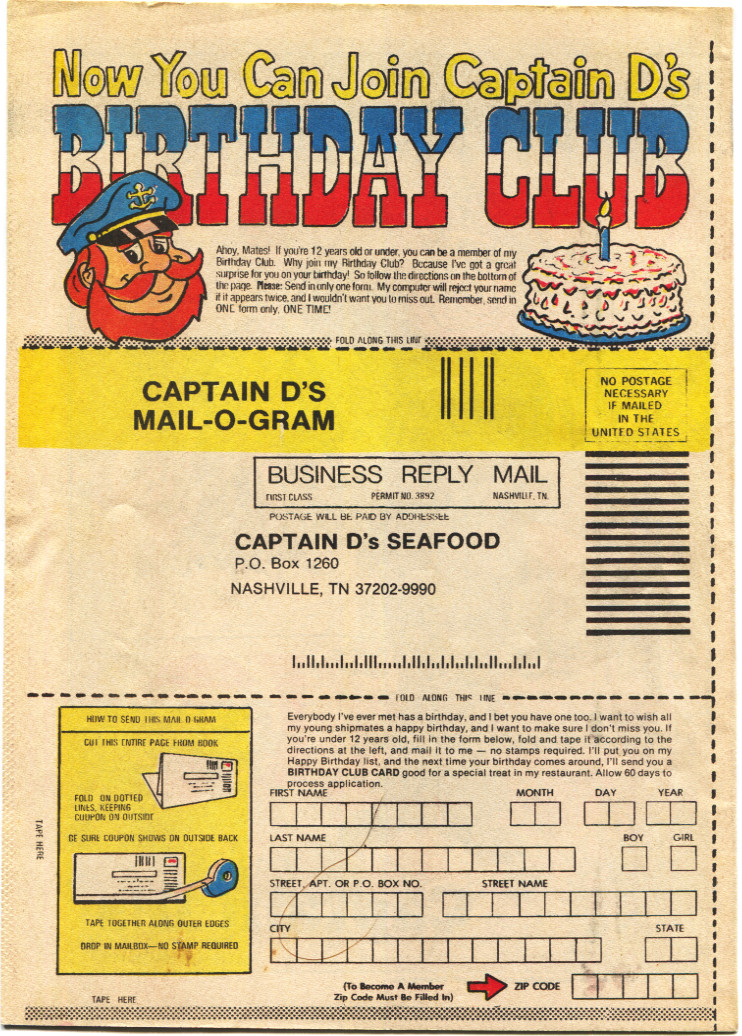 Now You Can Join Captain D's
BIRTHDAY CLUB
Ahoy, Mates! If you're 12 years old or under, you can be a member of my
Birthday Club. Why join my Birthday Club? Because I've got a great
surprise for you on your birthday! So follow the directions on the bottom of
the page. Please: Send in only one form. My computer will reject your name
if it appears twice, and I wouldn't want you to miss out. Remember, send in
ONE form only, ONE TIME!
FOLD ALONG THIS LINE
CAPTAIN D'S
MAIL-O-GRAM
NO POSTAGE
NECESSARY
IF MAILED
IN THE
UNITED STATES
BUSINESS REPLY MAIL
FIRST CLASS PERMIT NO. 3892 NASHVILLE, TN.
POSTAGE WILL BE PAID BY ADDRESSEE
CAPTAIN D's SEAFOOD
P.O. Box 1260
NASHVILLE, TN 37202-9990
FOLD ALONG THIS LINE
HOW TO SEND THIS MAIL-O-GRAM
CUT THIS ENTIRE PAGE FROM BOOK
FOLD ON DOTTED
LINES, KEEPING
COUPON ON OUTSIDE
BE SURE COUPON SHOWS ON OUTSIDE BACK
TAPE TOGETHER ALONG OUTER EDGES
DROP IN MAILBOX—NO STAMP REQUIRED
TAPE HERE
TAPE HERE
Everybody I've ever met has a birthday, and I bet you have one too. I want to wish all
my young shipmates a happy birthday, and I want to make sure I don't miss you. If
you're under 12 years old, fill in the form below, fold and tape it according to the
directions at the left, and mail it to me — no stamps required. I'll put you on my
Happy Birthday list, and the next time your birthday comes around, I'll send you a
BIRTHDAY CLUB CARD good for a special treat in my restaurant. Allow 60 days to
process application.
FIRST NAME MONTH DAY YEAR
LAST NAME BOY GIRL
STREET, APT. OR P.O. BOX NO. STREET NAME
CITY STATE
(To Become A Member
Zip Code Must Be Filled In)
ZIP CODE